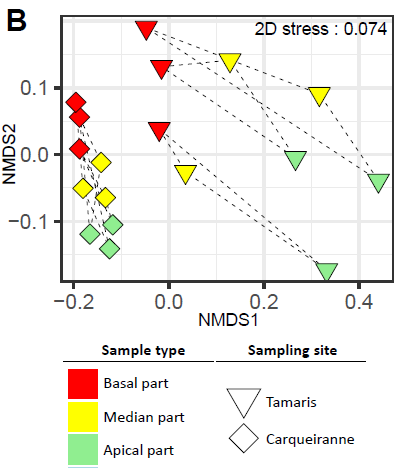 B
2D stress : 0.074
NMDS2
0.1
0.0
−0.1
−0.2 0.0 0.2 0.4
NMDS1
Sample type Sampling site
Basal part
Median part
Apical part
Tamaris
Carqueiranne